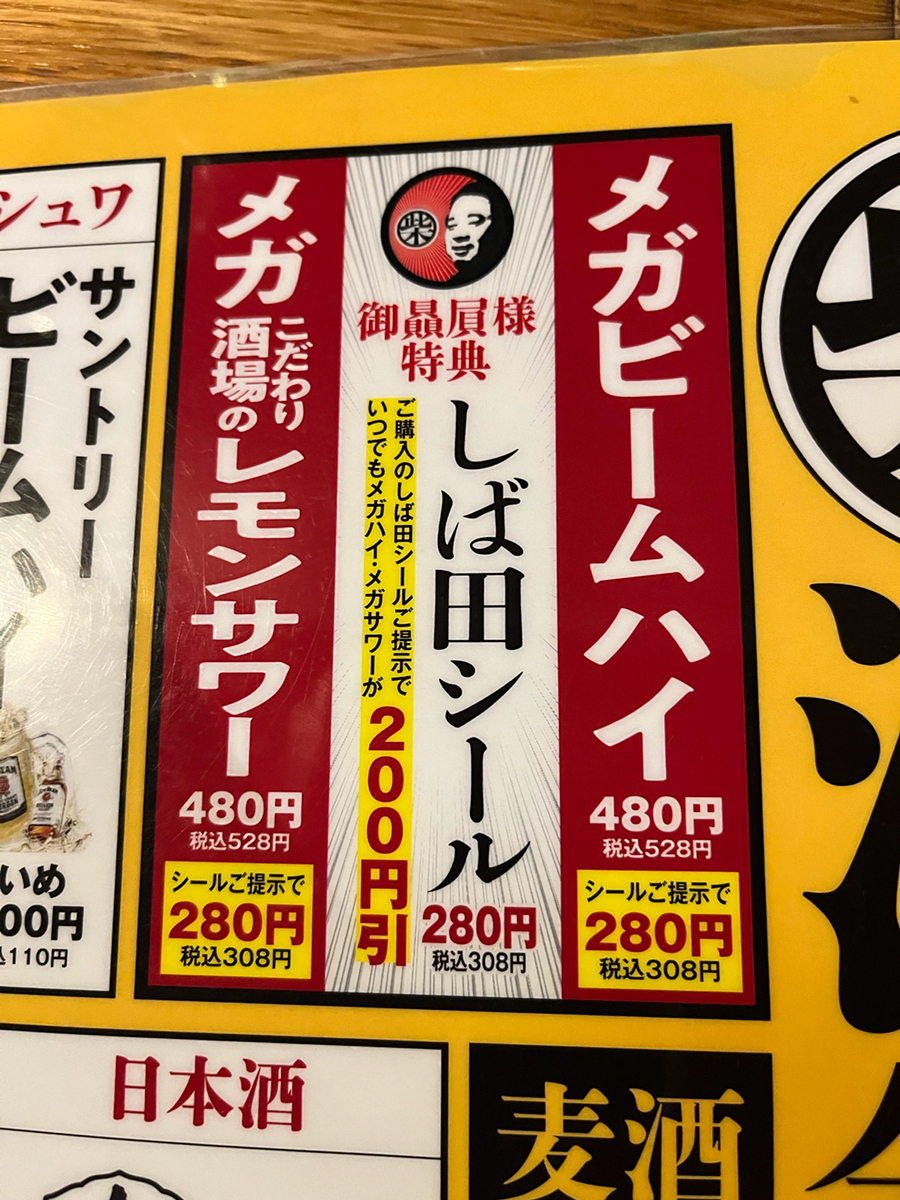 メガビームハイ
480円
税込528円
シールご提示で
280円
税込308円
柴
御贔屓様
特典
しば田シール
280円
税込308円
ご購入のしば田シールご提示で
いつでもメガハイ・メガサワーが
200円引
メガ
こだわり
酒場の
レモンサワー
480円
税込528円
シールご提示で
280円
税込308円
シュワ
サントリー
ビーム
いめ
00円
込110円
日本酒
麦酒